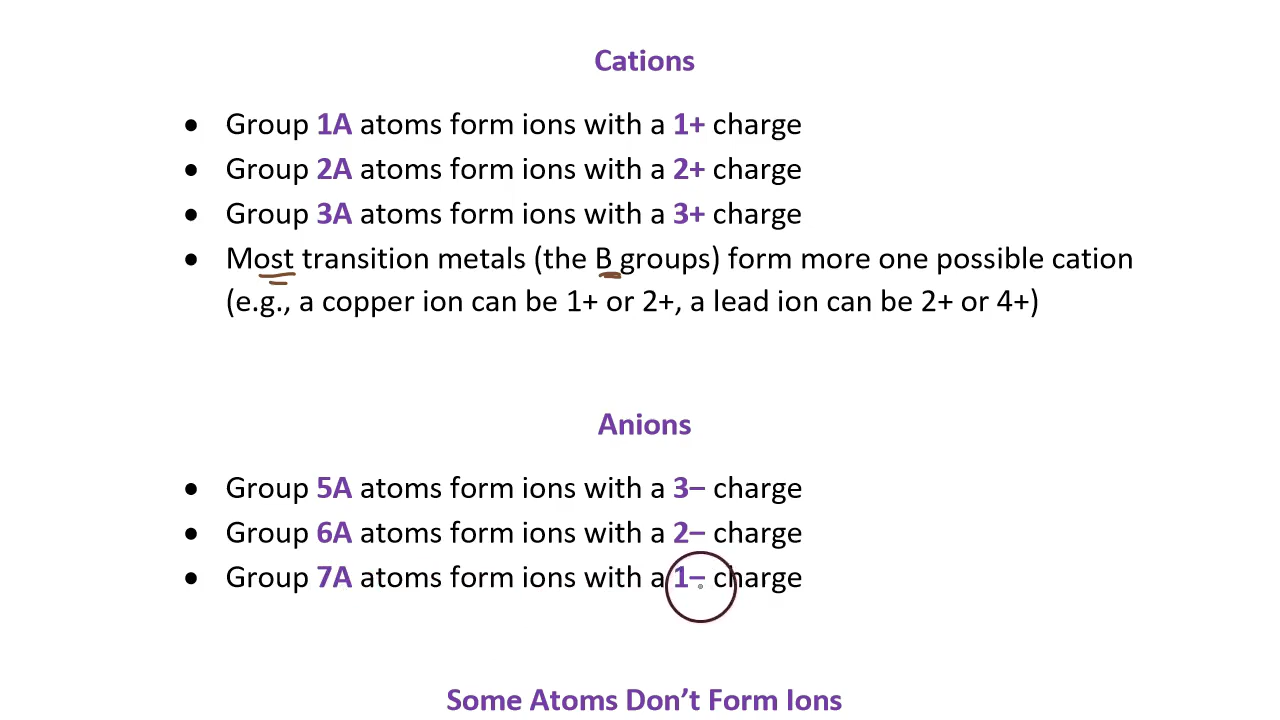 Cations
• Group 1A atoms form ions with a 1+ charge
• Group 2A atoms form ions with a 2+ charge
• Group 3A atoms form ions with a 3+ charge
• Most transition metals (the B groups) form more one possible cation
(e.g., a copper ion can be 1+ or 2+, a lead ion can be 2+ or 4+)
Anions
• Group 5A atoms form ions with a 3– charge
• Group 6A atoms form ions with a 2– charge
• Group 7A atoms form ions with a 1– charge
Some Atoms Don’t Form Ions